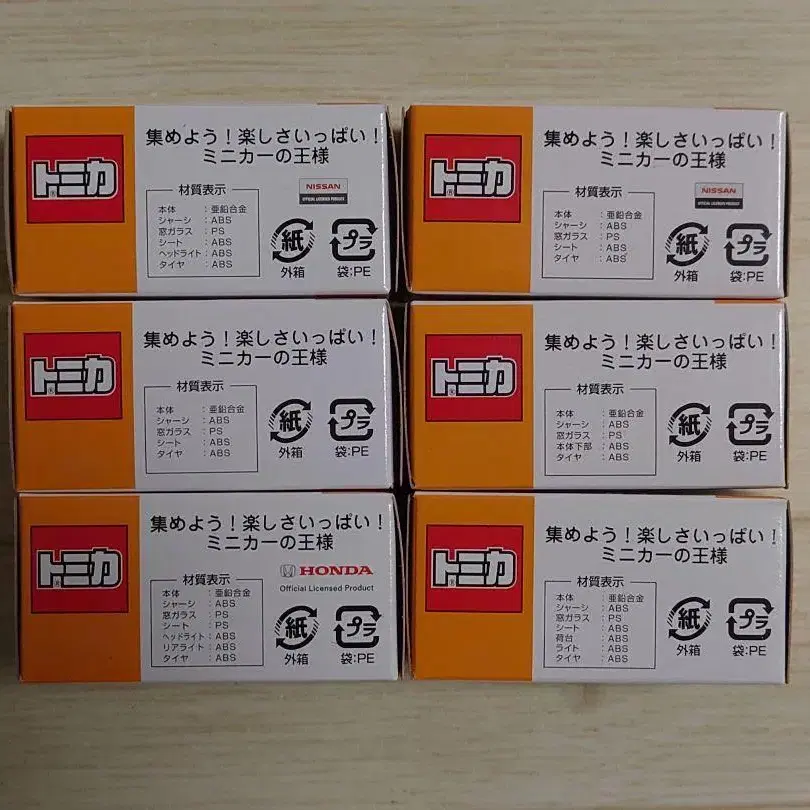 トミカ
集めよう！楽しさいっぱい！
ミニカーの王様
材質表示
本体：亜鉛合金
シャーシ：ABS
窓ガラス：PS
シート：ABS
ヘッドライト：ABS
タイヤ：ABS
NISSAN
OFFICIAL LICENSED PRODUCT
紙
外箱
プラ
袋:PE
トミカ
集めよう！楽しさいっぱい！
ミニカーの王様
材質表示
本体：亜鉛合金
シャーシ：ABS
窓ガラス：PS
シート：ABS
タイヤ：ABS
NISSAN
OFFICIAL LICENSED PRODUCT
紙
外箱
プラ
袋:PE
トミカ
集めよう！楽しさいっぱい！
ミニカーの王様
材質表示
本体：亜鉛合金
シャーシ：ABS
窓ガラス：PS
シート：ABS
タイヤ：ABS
紙
外箱
プラ
袋:PE
トミカ
集めよう！楽しさいっぱい！
ミニカーの王様
材質表示
本体：亜鉛合金
シャーシ：ABS
窓ガラス：PS
本体下部：ABS
タイヤ：ABS
紙
外箱
プラ
袋:PE
トミカ
集めよう！楽しさいっぱい！
ミニカーの王様
材質表示
本体：亜鉛合金
シャーシ：ABS
窓ガラス：PS
シート：PS
ヘッドライト：ABS
リアライト：ABS
タイヤ：ABS
HONDA
Official Licensed Product
紙
外箱
プラ
袋:PE
トミカ
集めよう！楽しさいっぱい！
ミニカーの王様
材質表示
本体：亜鉛合金
シャーシ：ABS
窓ガラス：PS
シート：ABS
荷台：ABS
ライト：ABS
タイヤ：ABS
紙
外箱
プラ
袋:PE